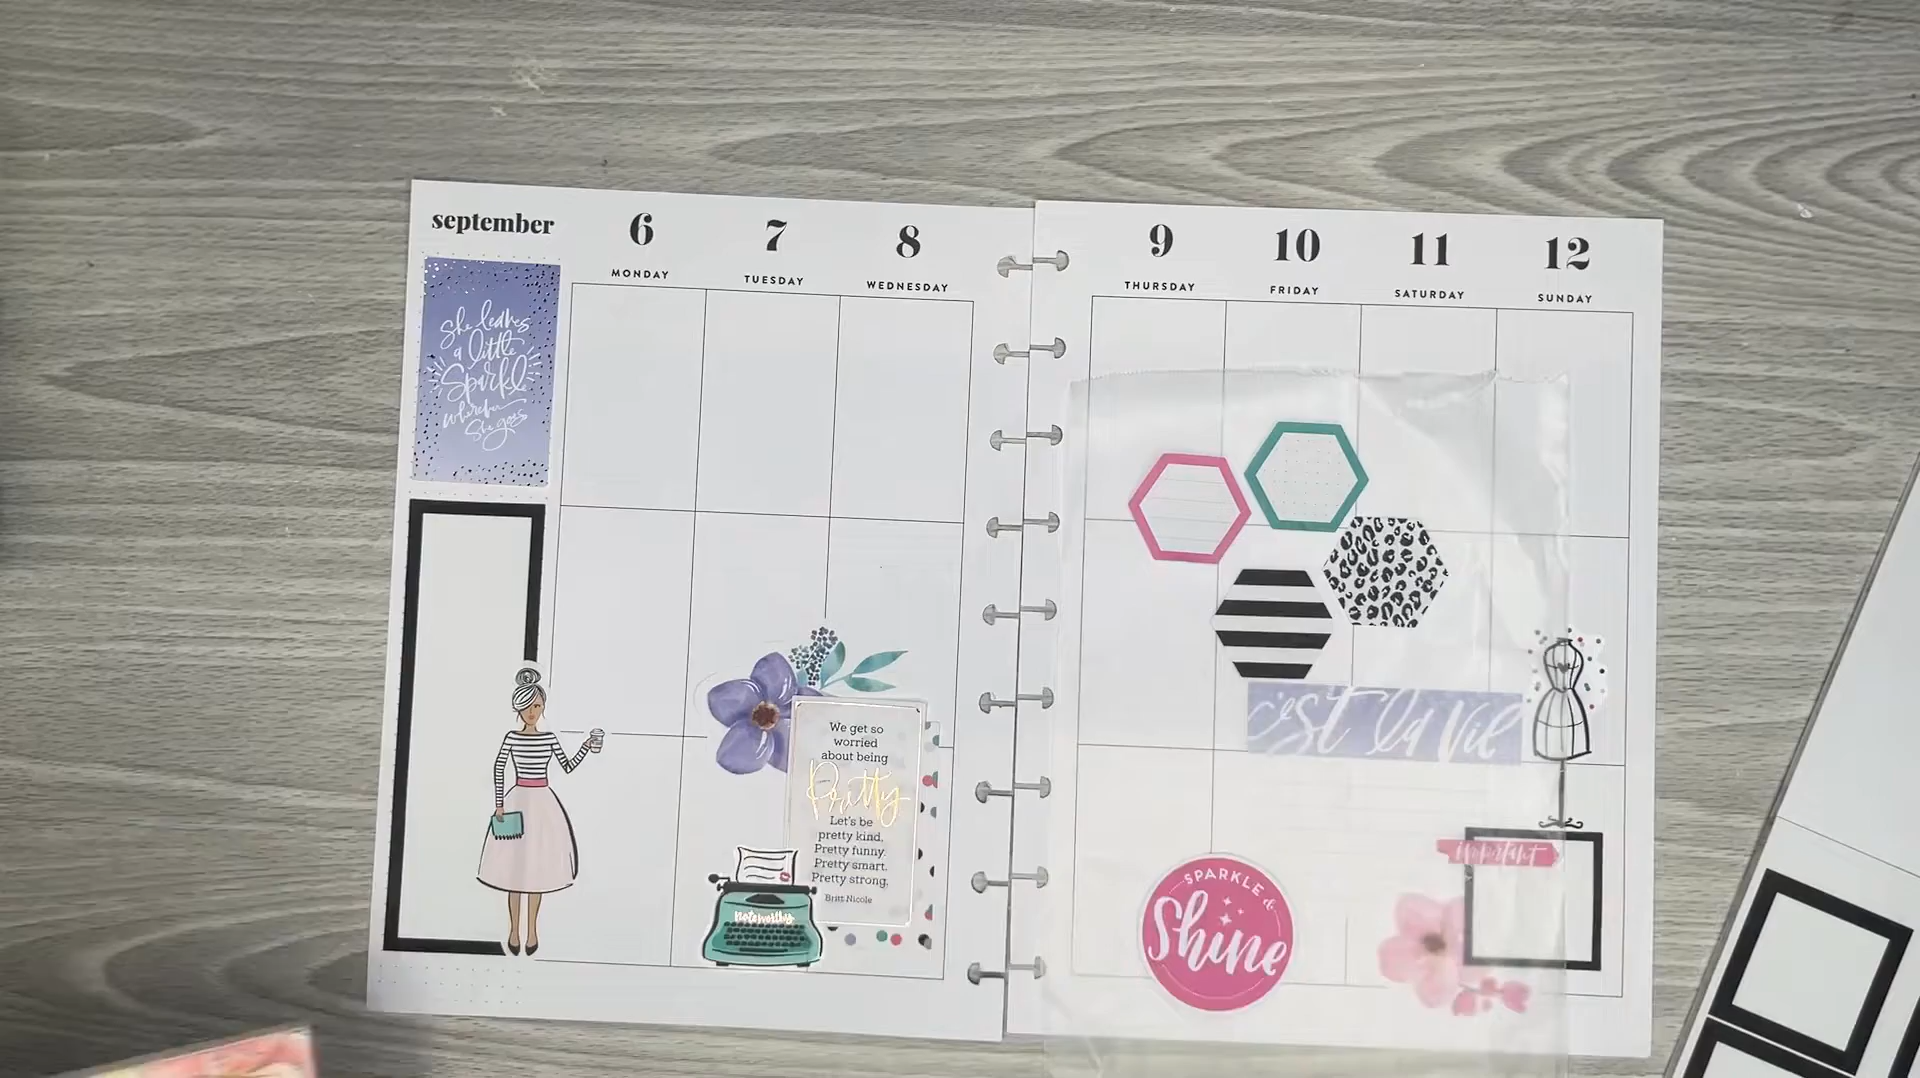 september
6
MONDAY
7
TUESDAY
8
WEDNESDAY
9
THURSDAY
10
FRIDAY
11
SATURDAY
12
SUNDAY
She leaves
a little
Sparkle
wherever
She goes
We get so
worried
about being
Pretty
Let's be
pretty kind.
Pretty funny.
Pretty smart.
Pretty strong.
Britt Nicole
noteworthy
c'est la vie
important
SPARKLE &
Shine